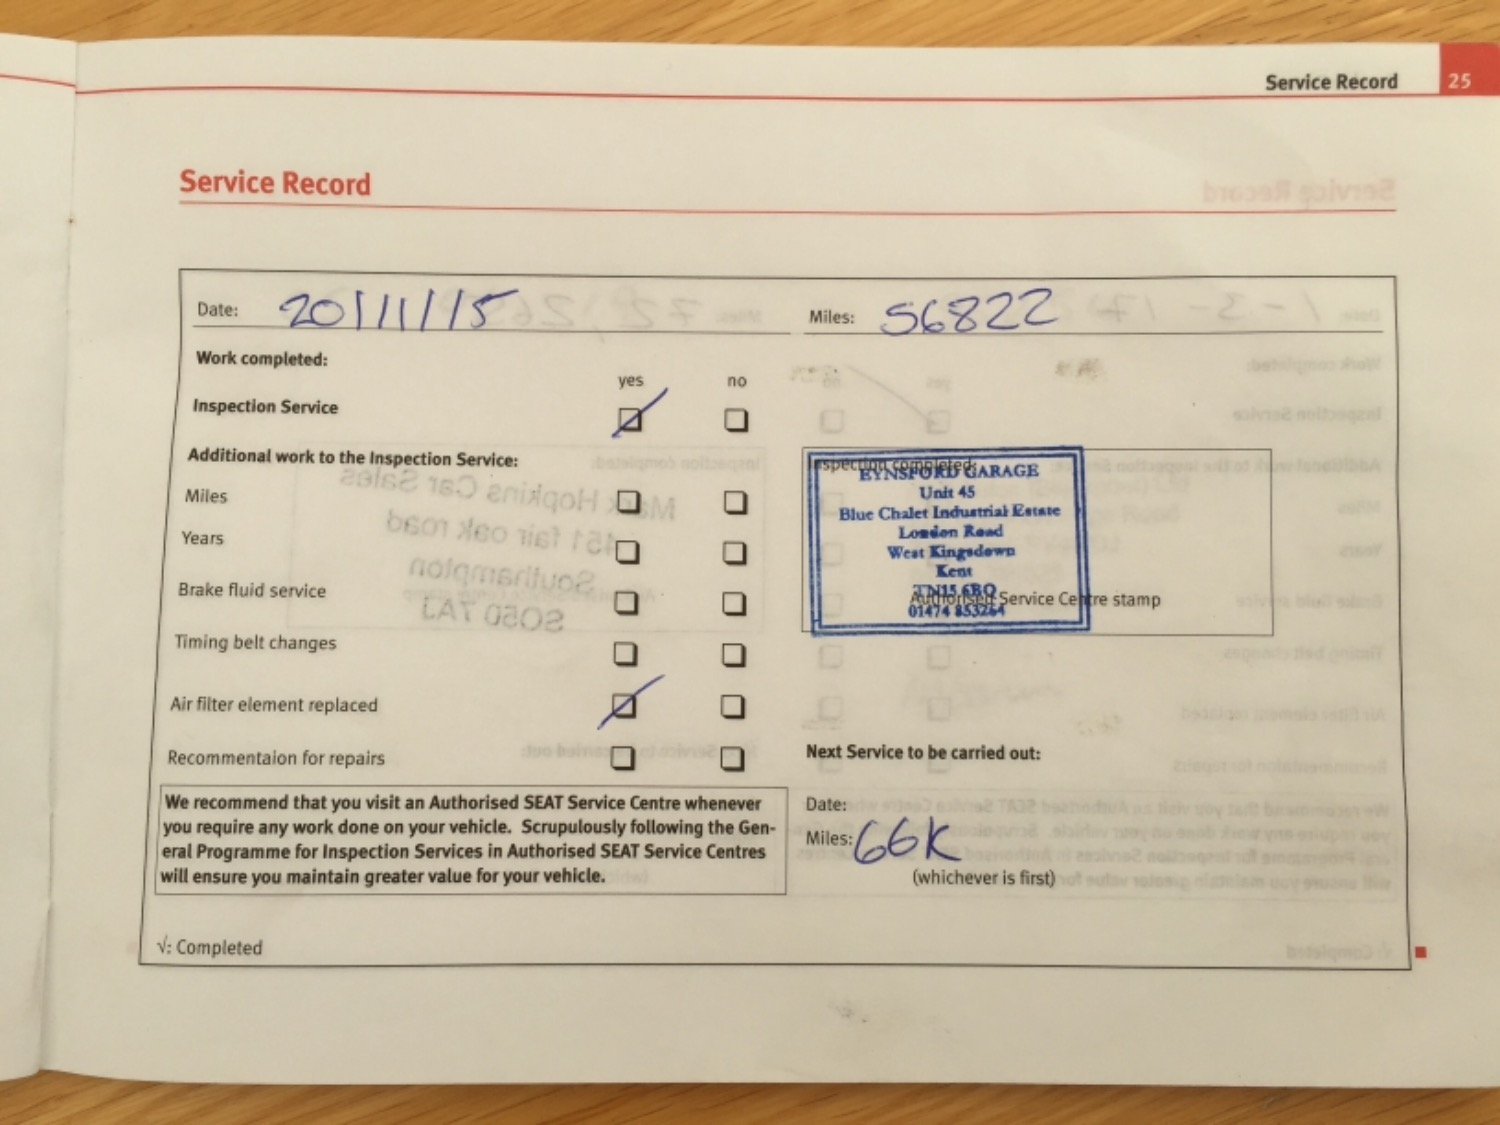 Service Record 25
Service Record
Date: 20/11/15 Miles: 56822
Work completed:
yes no
Inspection Service
Additional work to the Inspection Service:
Miles
Years
Brake fluid service
Timing belt changes
Air filter element replaced
Recommentaion for repairs
Inspection completed:
EYNSFORD GARAGE
Unit 45
Blue Chalet Industrial Estate
London Road
West Kingsdown
Kent
TN15 6BQ
Authorised Service Centre stamp
01474 853264
Next Service to be carried out:
Date:
Miles: 66K
(whichever is first)
We recommend that you visit an Authorised SEAT Service Centre whenever
you require any work done on your vehicle. Scrupulously following the Gen-
eral Programme for Inspection Services in Authorised SEAT Service Centres
will ensure you maintain greater value for your vehicle.
√: Completed